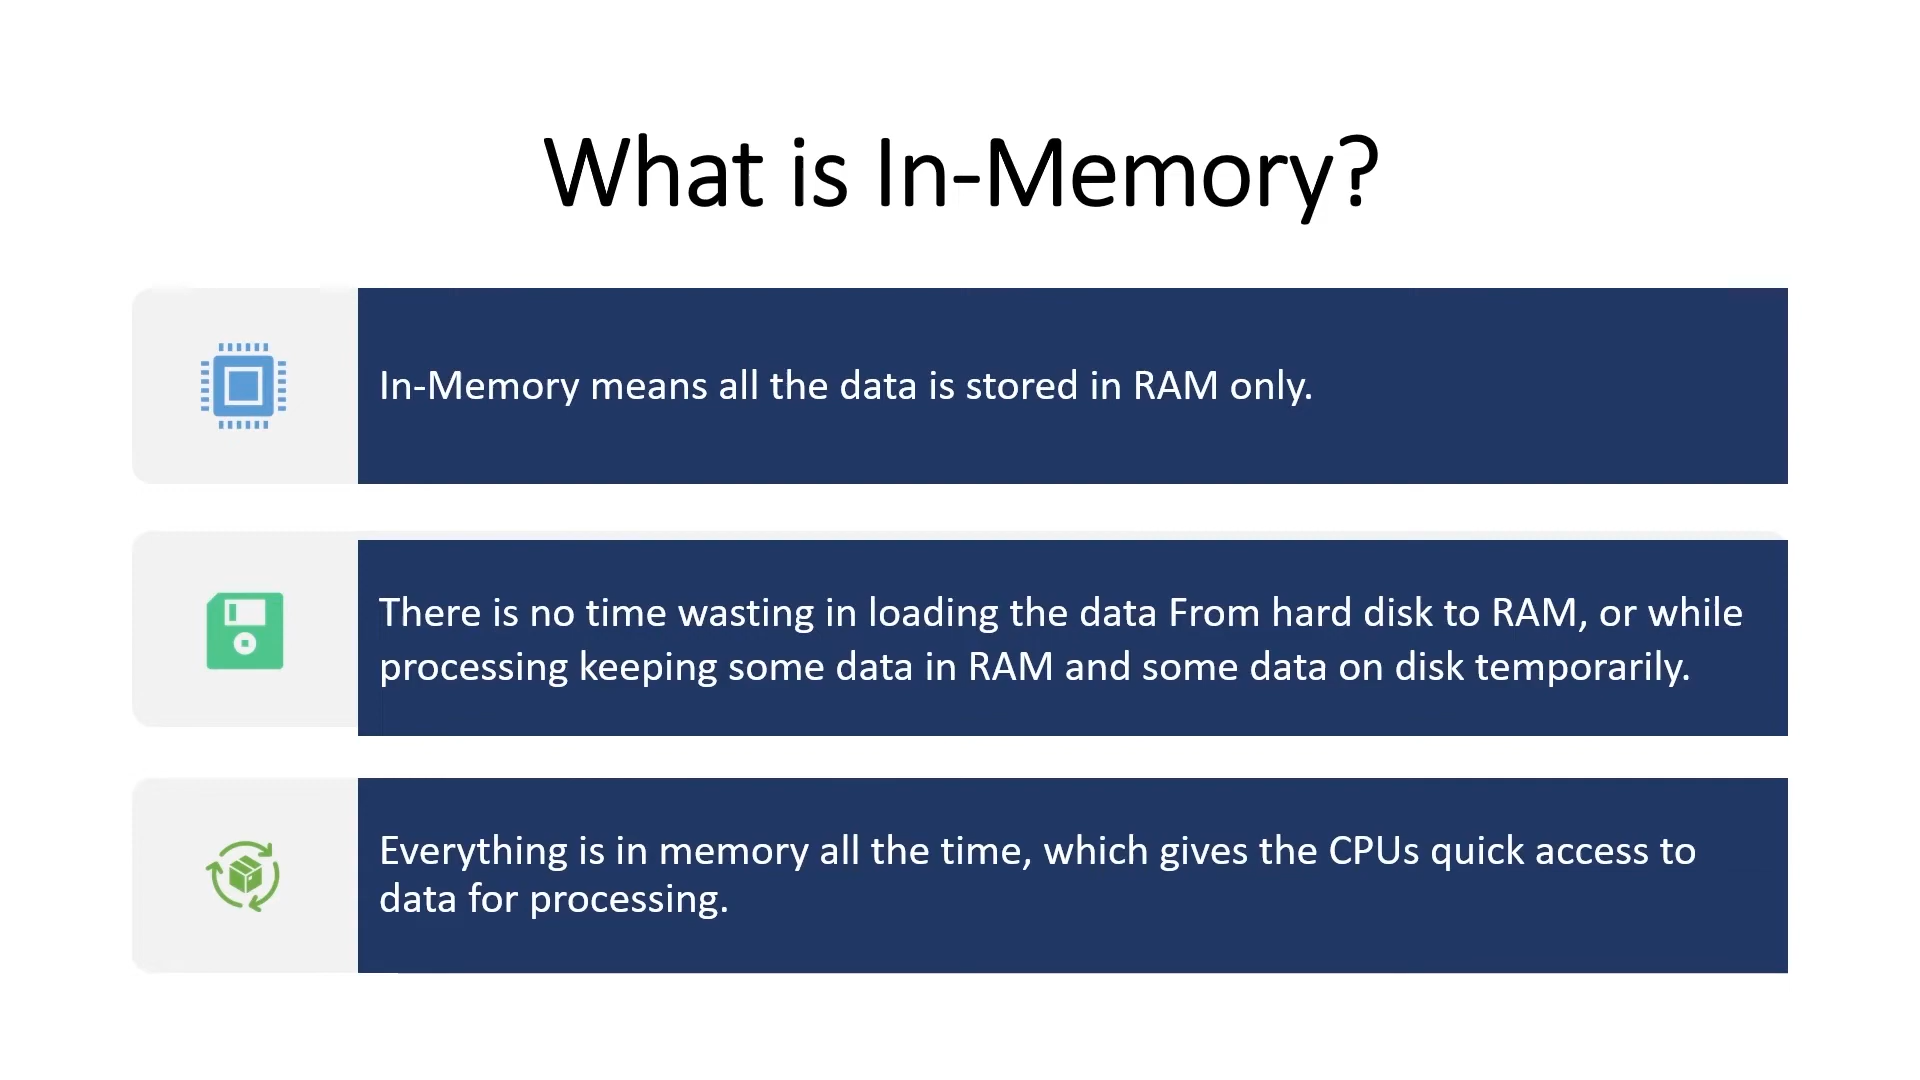 What is In-Memory?
In-Memory means all the data is stored in RAM only.
There is no time wasting in loading the data From hard disk to RAM, or while
processing keeping some data in RAM and some data on disk temporarily.
Everything is in memory all the time, which gives the CPUs quick access to
data for processing.